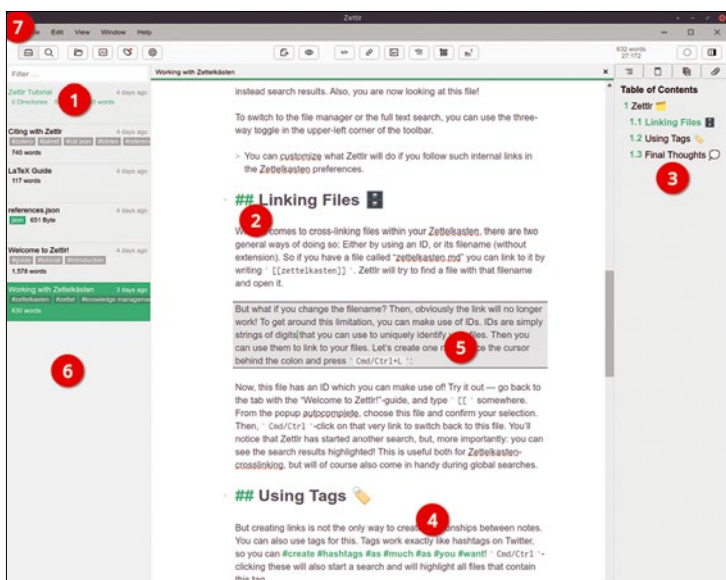 Zettlr
7
Edit View Window Help
632 words
27:172
Filter ...
Working with Zettelkästen
Zettlr Tutorial 4 days ago
0 Directories words
1
Citing with Zettlr 4 days ago
740 words
LaTeX Guide 4 days ago
117 words
references.json 4 days ago
json 651 Byte
Welcome to Zettlr! 4 days ago
#guide #tutorial #introduction
1,578 words
Working with Zettelkästen 3 days ago
#zettelkasten #zettel #knowledge management
630 words
6
instead search results. Also, you are now looking at this!
To switch to the file manager or the full text search, you can use the three-
way toggle in the upper-left corner of the toolbar.
> You can customize what Zettlr will do if you follow such internal links in
the Zettelkasten preferences.
## Linking Files
2
comes to cross-linking files within your Zettelkasten, there are two
general ways of doing so: Either by using an ID, or its filename (without
extension). So if you have a file called "zettelkasten.md" you can link to it by
writing `[[zettelkasten]]`. Zettlr will try to find a file with that filename
and open it.
But what if you change the filename? Then, obviously the link will no longer
work! To get around this limitation, you can make use of IDs. IDs are simply
strings of digits that you can use to uniquely identify files. Then you
can use them to link to your files. Let's create one the cursor
behind the colon and press `Cmd/Ctrl+L`:
5
Now, this file has an ID which you can make use of! Try it out — go back to
the tab with the "Welcome to Zettlr!"-guide, and type `[[` somewhere.
From the popup autocomplete, choose this file and confirm your selection.
Then, `Cmd/Ctrl`-click on that very link to switch back to this file. You'll
notice that Zettlr has started another search, but, more importantly: you can
see the search results highlighted! This is useful both for Zettelkasten-
crosslinking, but will of course also come in handy during global searches.
## Using Tags
4
But creating links is not the only way to create between notes.
You can also use tags for this. Tags work exactly like hashtags on Twitter,
so you can #create #hashtags #as #much #as #you #want! `Cmd/Ctrl`-
clicking these will also start a search and will highlight all files that contain
this tag.
Table of Contents
1 Zettlr
1.1 Linking Files
1.2 Using Tags
1.3 Final Thoughts
3